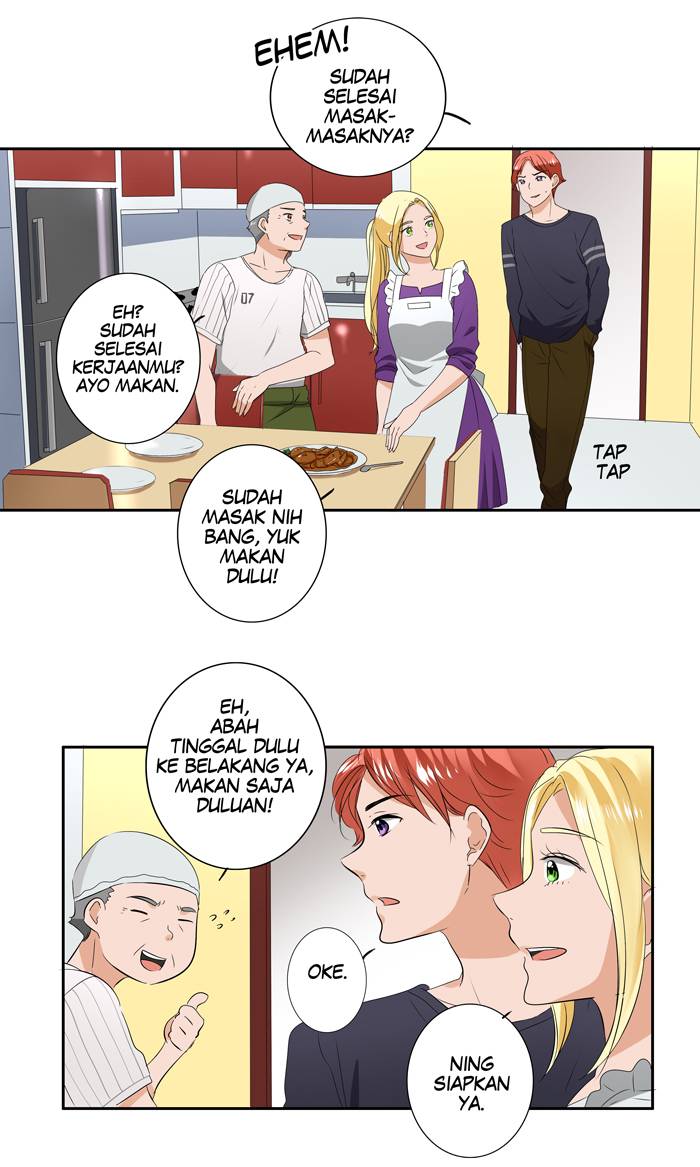 EHEM!
SUDAH
SELESAI
MASAK-
MASAKNYA?
EH?
SUDAH
SELESAI
KERJAANMU?
AYO MAKAN.
07
TAP
TAP
SUDAH
MASAK NIH
BANG, YUK
MAKAN
DULU!
EH,
ABAH
TINGGAL DULU
KE BELAKANG YA,
MAKAN SAJA
DULUAN!
OKE.
NING
SIAPKAN
YA.